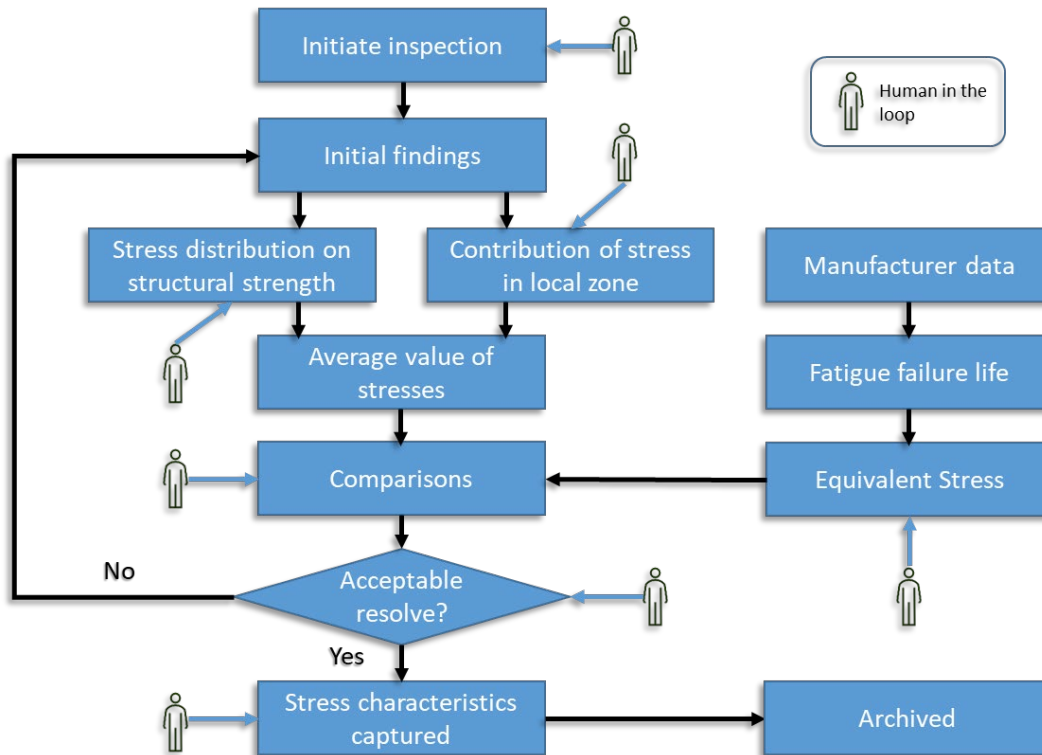 Initiate inspection
Human in the
loop
Initial findings
Stress distribution on
structural strength
Contribution of stress
in local zone
Manufacturer data
Average value of
stresses
Fatigue failure life
Comparisons
Equivalent Stress
No
Acceptable
resolve?
Yes
Stress characteristics
captured
Archived